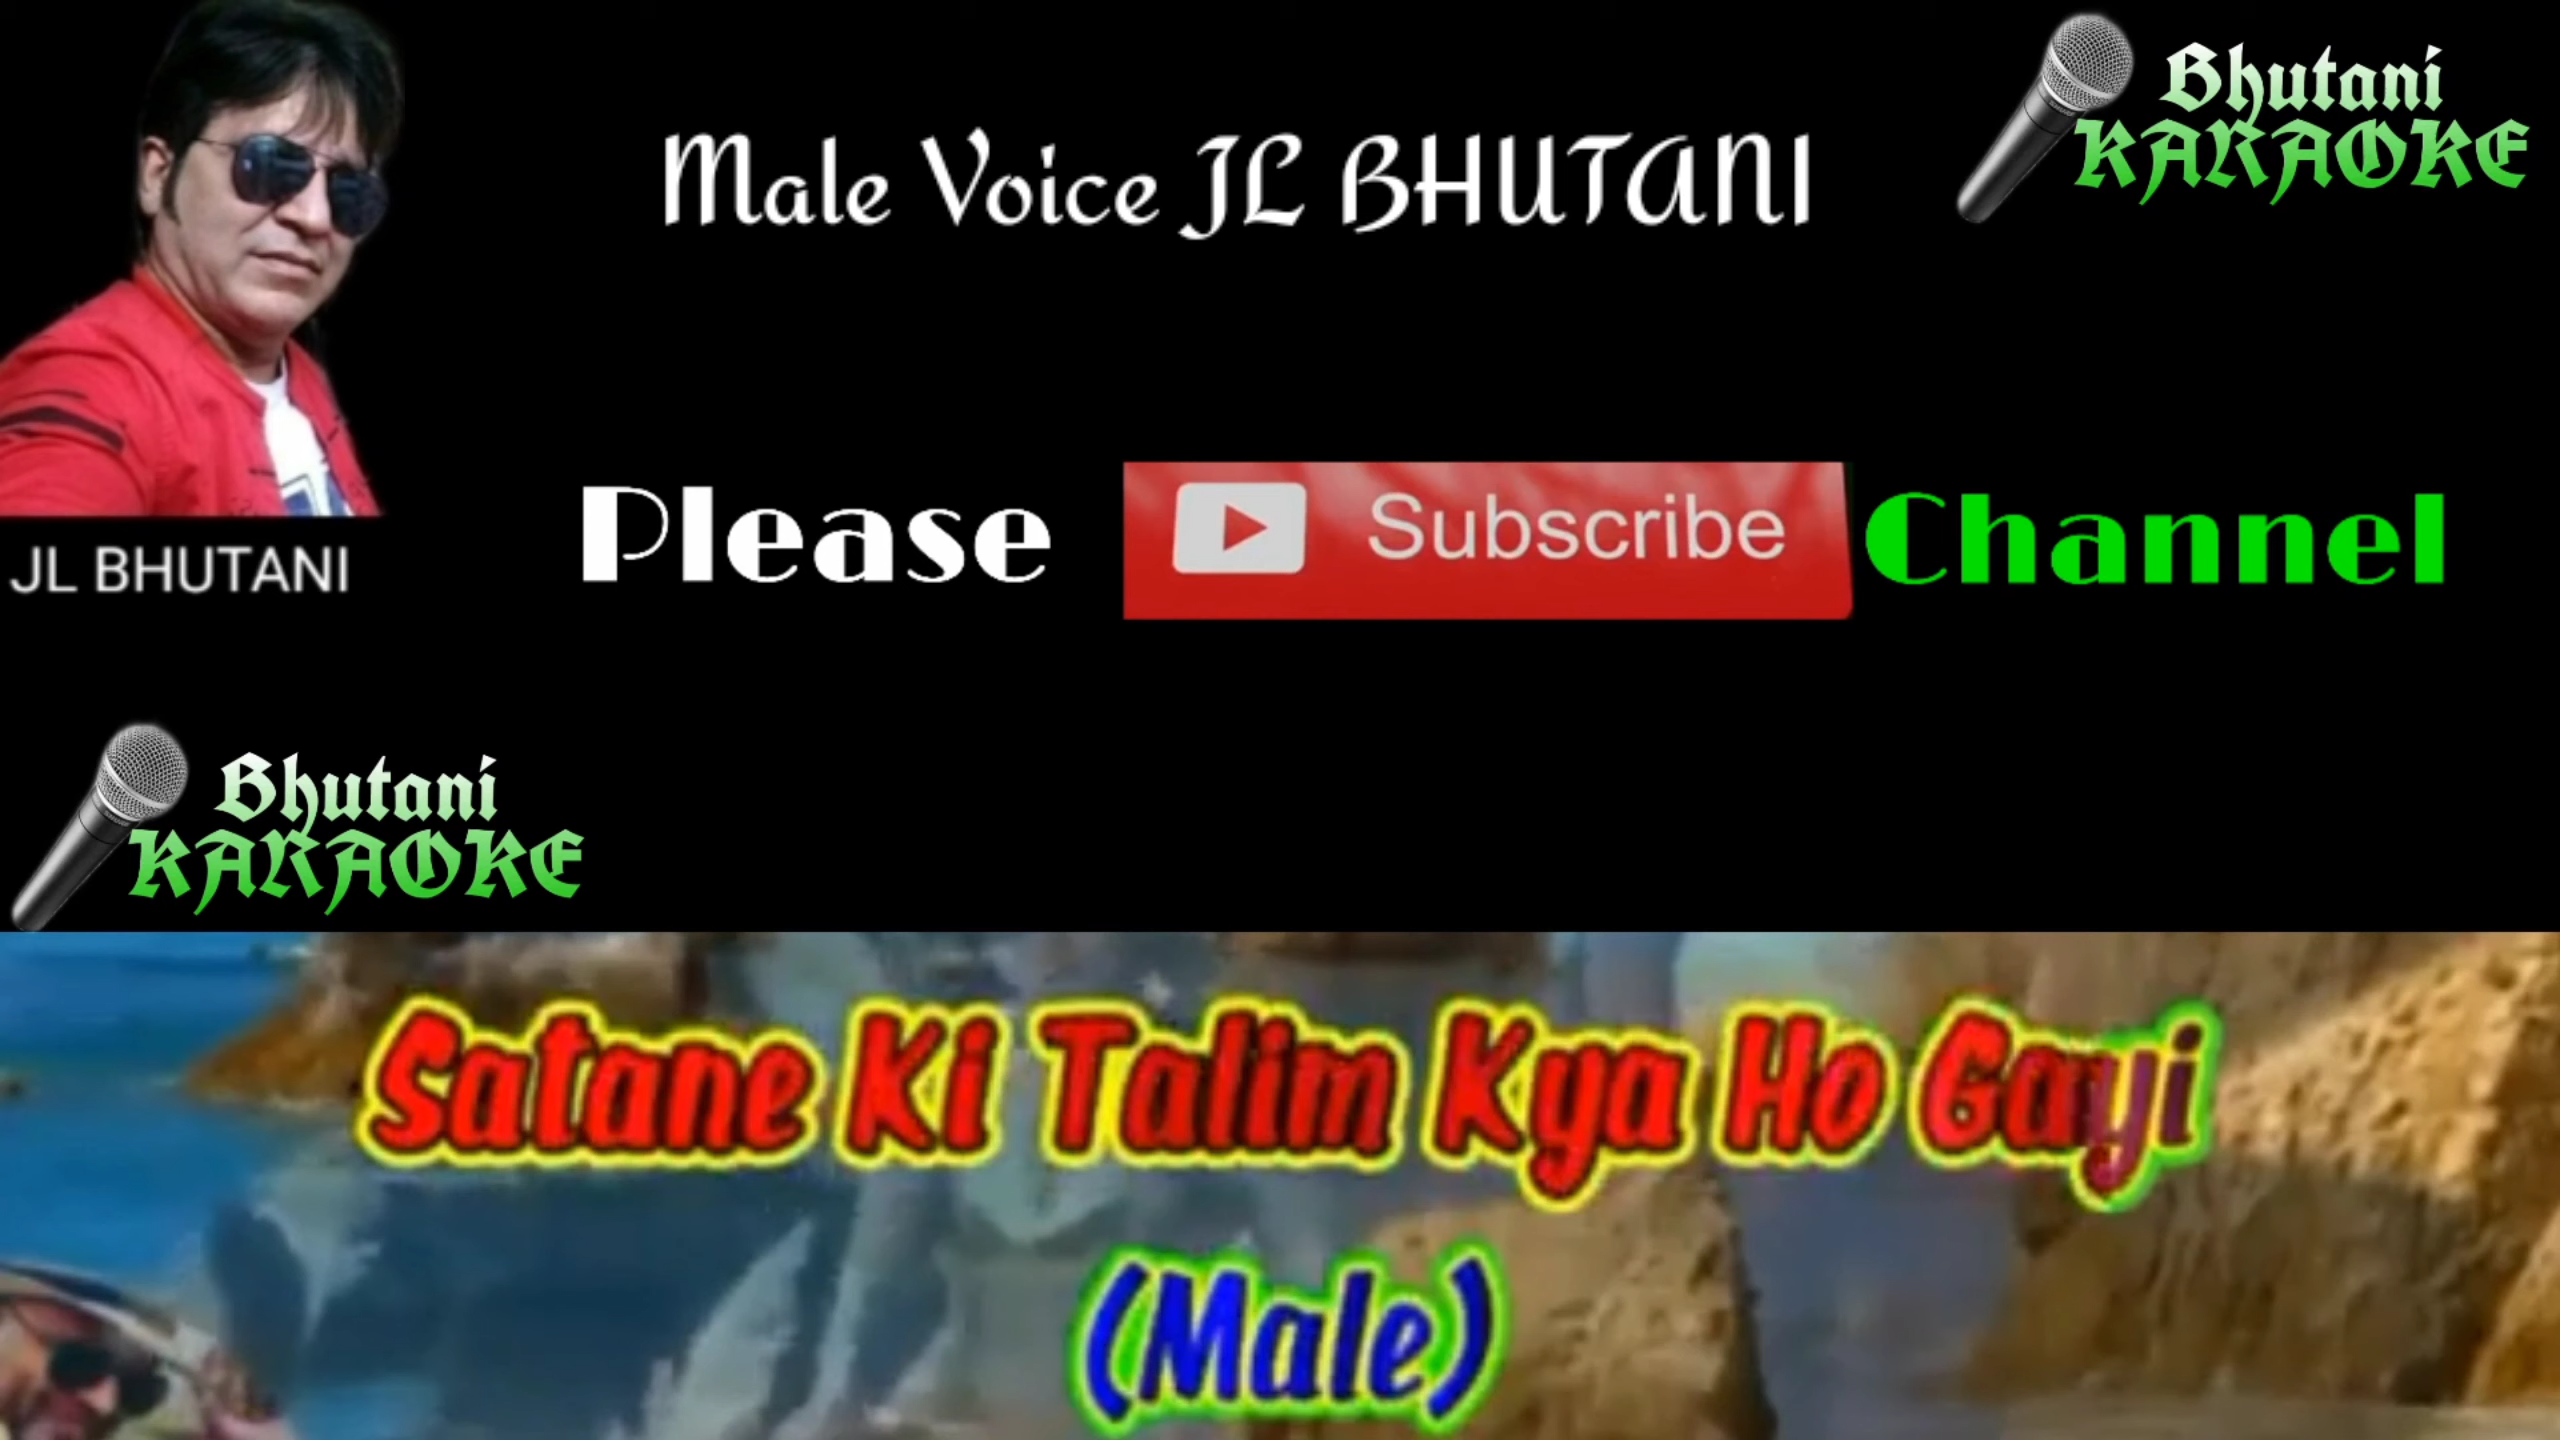 Male Voice JL BHUTANI
Bhutani
KARAOKE
JL BHUTANI
Please Subscribe Channel
Bhutani
KARAOKE
Satane Ki Talim Kya Ho Gayi
(Male)